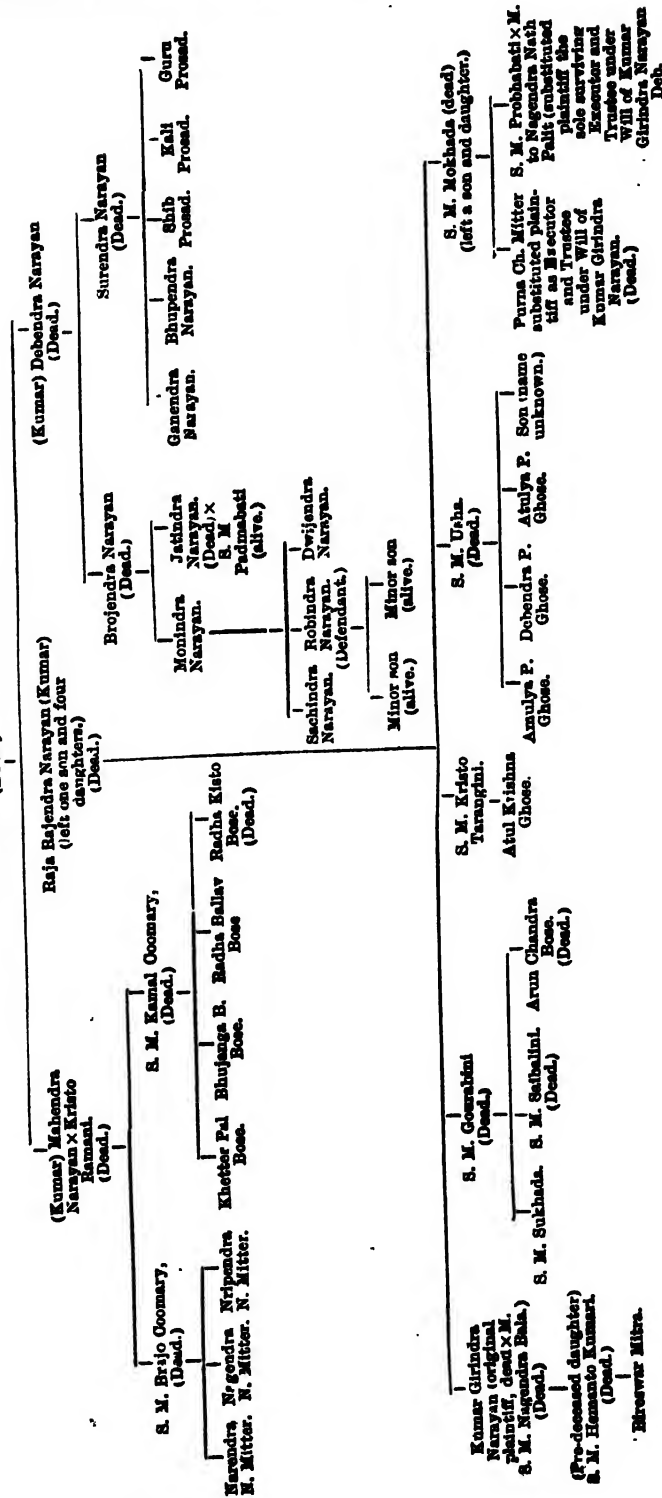 (Kumar) Mahendra
Narayan × Kristo
Ramani.
(Dead.)
Raja Rajendra Narayan (Kumar)
(left one son and four
daughters.)
(Dead.)
(Kumar) Debendra Narayan
(Dead.)
S. M. Brajo Coomary,
(Dead.)
S. M. Kamal Coomary,
(Dead.)
Brojendra Narayan
(Dead.)
Surendra Narayan
(Dead.)
Narendra
N. Mitter.
Nagendra
N. Mitter.
Nripendra
N. Mitter.
Khetter Pal
Bose.
Bhujanga B.
Bose.
Radha Ballav
Bose
Radha Kisto
Bose.
(Dead.)
Monindra
Narayan.
Jatindra
Narayan.
(Dead) ×
S. M
Padmabati
(alive.)
Ganendra
Narayan.
Bhupendra
Narayan.
Shib
Prosad.
Kali
Prosad.
Guru
Prosad.
Sachindra
Narayan.
Robindra
Narayan.
(Defendant.)
Dwijendra
Narayan.
Minor son
(alive.)
Minor son
(alive.)
Kumar Girindra
Narayan (original
plaintiff, dead × M.
S. M. Nagendra Bala.)
(Dead.)
S. M. Gourabini
(Dead.)
S. M. Kristo
Tarangini.
S. M. Usha.
(Dead.)
S. M. Mokhada (dead)
(left a son and daughter.)
(Pre-deceased daughter)
S. M. Hemanto Kumari.
(Dead.)
Bireswar Mitra.
S. M. Sukhada.
S. M. Saibalini.
(Dead.)
Arun Chandra
Bose.
(Dead.)
Atul Krishna
Ghose.
Amulya P.
Ghose.
Debendra P.
Ghose.
Atulya P.
Ghose.
Son (name
unknown.)
Purna Ch. Mitter
substituted plain-
tiff as Executor
and Trustee
under Will of
Kumar Girindra
Narayan.
(Dead.)
S. M. Probhabati × M.
to Nagendra Nath
Palit (substituted
plaintiff the
sole surviving
Executor and
Trustee under
Will of Kumar
Girindra Narayan
Deb.